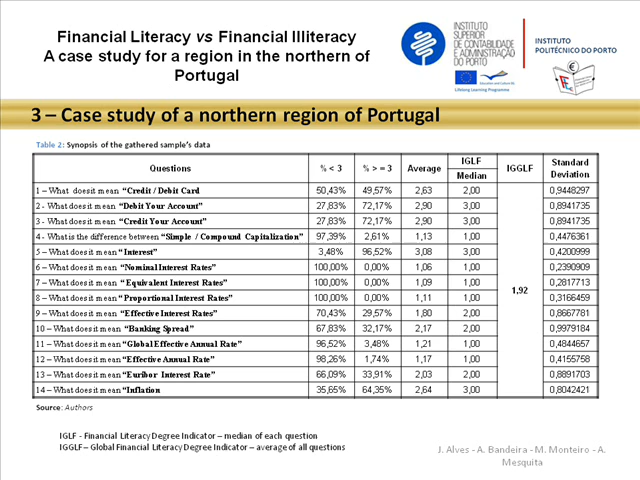 Financial Literacy vs Financial Illiteracy
A case study for a region in the northern of
Portugal
INSTITUTO
SUPERIOR
DE CONTABILIDADE
E ADMINISTRAÇÃO
DO PORTO
Education and Culture DG
Lifelong Learning Programme
INSTITUTO
POLITÉCNICO DO PORTO
3 – Case study of a northern region of Portugal
Table 2: Synopsis of the gathered sample's data
Questions % < 3 % > = 3 Average IGLF Median IGGLF Standard Deviation
1 – What does it mean “Credit / Debit Card 50,43% 49,57% 2,63 2,00 0,9448297
2 - What does it mean “Debit Your Account” 27,83% 72,17% 2,90 3,00 0,8941735
3 - What does it mean “Credit Your Account” 27,83% 72,17% 2,90 3,00 0,8941735
4 - What is the difference between “Simple / Compound Capitalization” 97,39% 2,61% 1,13 1,00 0,4476361
5 – What does it mean “Interest” 3,48% 96,52% 3,08 3,00 0,4200999
6 – What does it mean “Nominal Interest Rates” 100,00% 0,00% 1,06 1,00 0,2390909
7 – What does it mean “ Equivalent Interest Rates” 100,00% 0,00% 1,09 1,00 0,2817713
8 – What does it mean “Proportional Interest Rates” 100,00% 0,00% 1,11 1,00 1,92 0,3166459
9 – What does it mean “Effective Interest Rates” 70,43% 29,57% 1,80 2,00 0,8667781
10 – What does it mean “Banking Spread” 67,83% 32,17% 2,17 2,00 0,9979184
11 – What does it mean “Global Effective Annual Rate” 96,52% 3,48% 1,21 1,00 0,4844657
12 – What does it mean “Effective Annual Rate” 98,26% 1,74% 1,17 1,00 0,4155758
13 – What does it mean “Euribor Interest Rate” 66,09% 33,91% 2,03 2,00 0,8891703
14 – What does it mean “Inflation 35,65% 64,35% 2,64 3,00 0,8042421
Source: Authors
IGLF - Financial Literacy Degree Indicator – median of each question
IGGLF – Global Financial Literacy Degree Indicator – average of all questions
J. Alves - A. Bandeira - M. Monteiro - A.
Mesquita